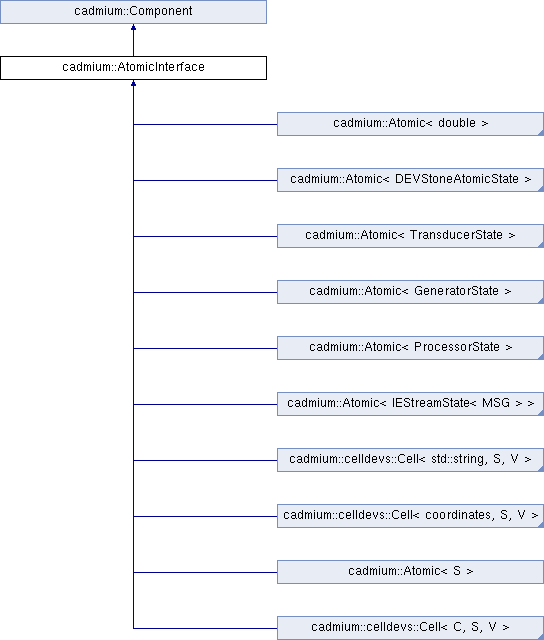 cadmium::Component
cadmium::AtomicInterface
cadmium::Atomic< double >
cadmium::Atomic< DEVStoneAtomicState >
cadmium::Atomic< TransducerState >
cadmium::Atomic< GeneratorState >
cadmium::Atomic< ProcessorState >
cadmium::Atomic< IEStreamState< MSG > >
cadmium::celldevs::Cell< std::string, S, V >
cadmium::celldevs::Cell< coordinates, S, V >
cadmium::Atomic< S >
cadmium::celldevs::Cell< C, S, V >